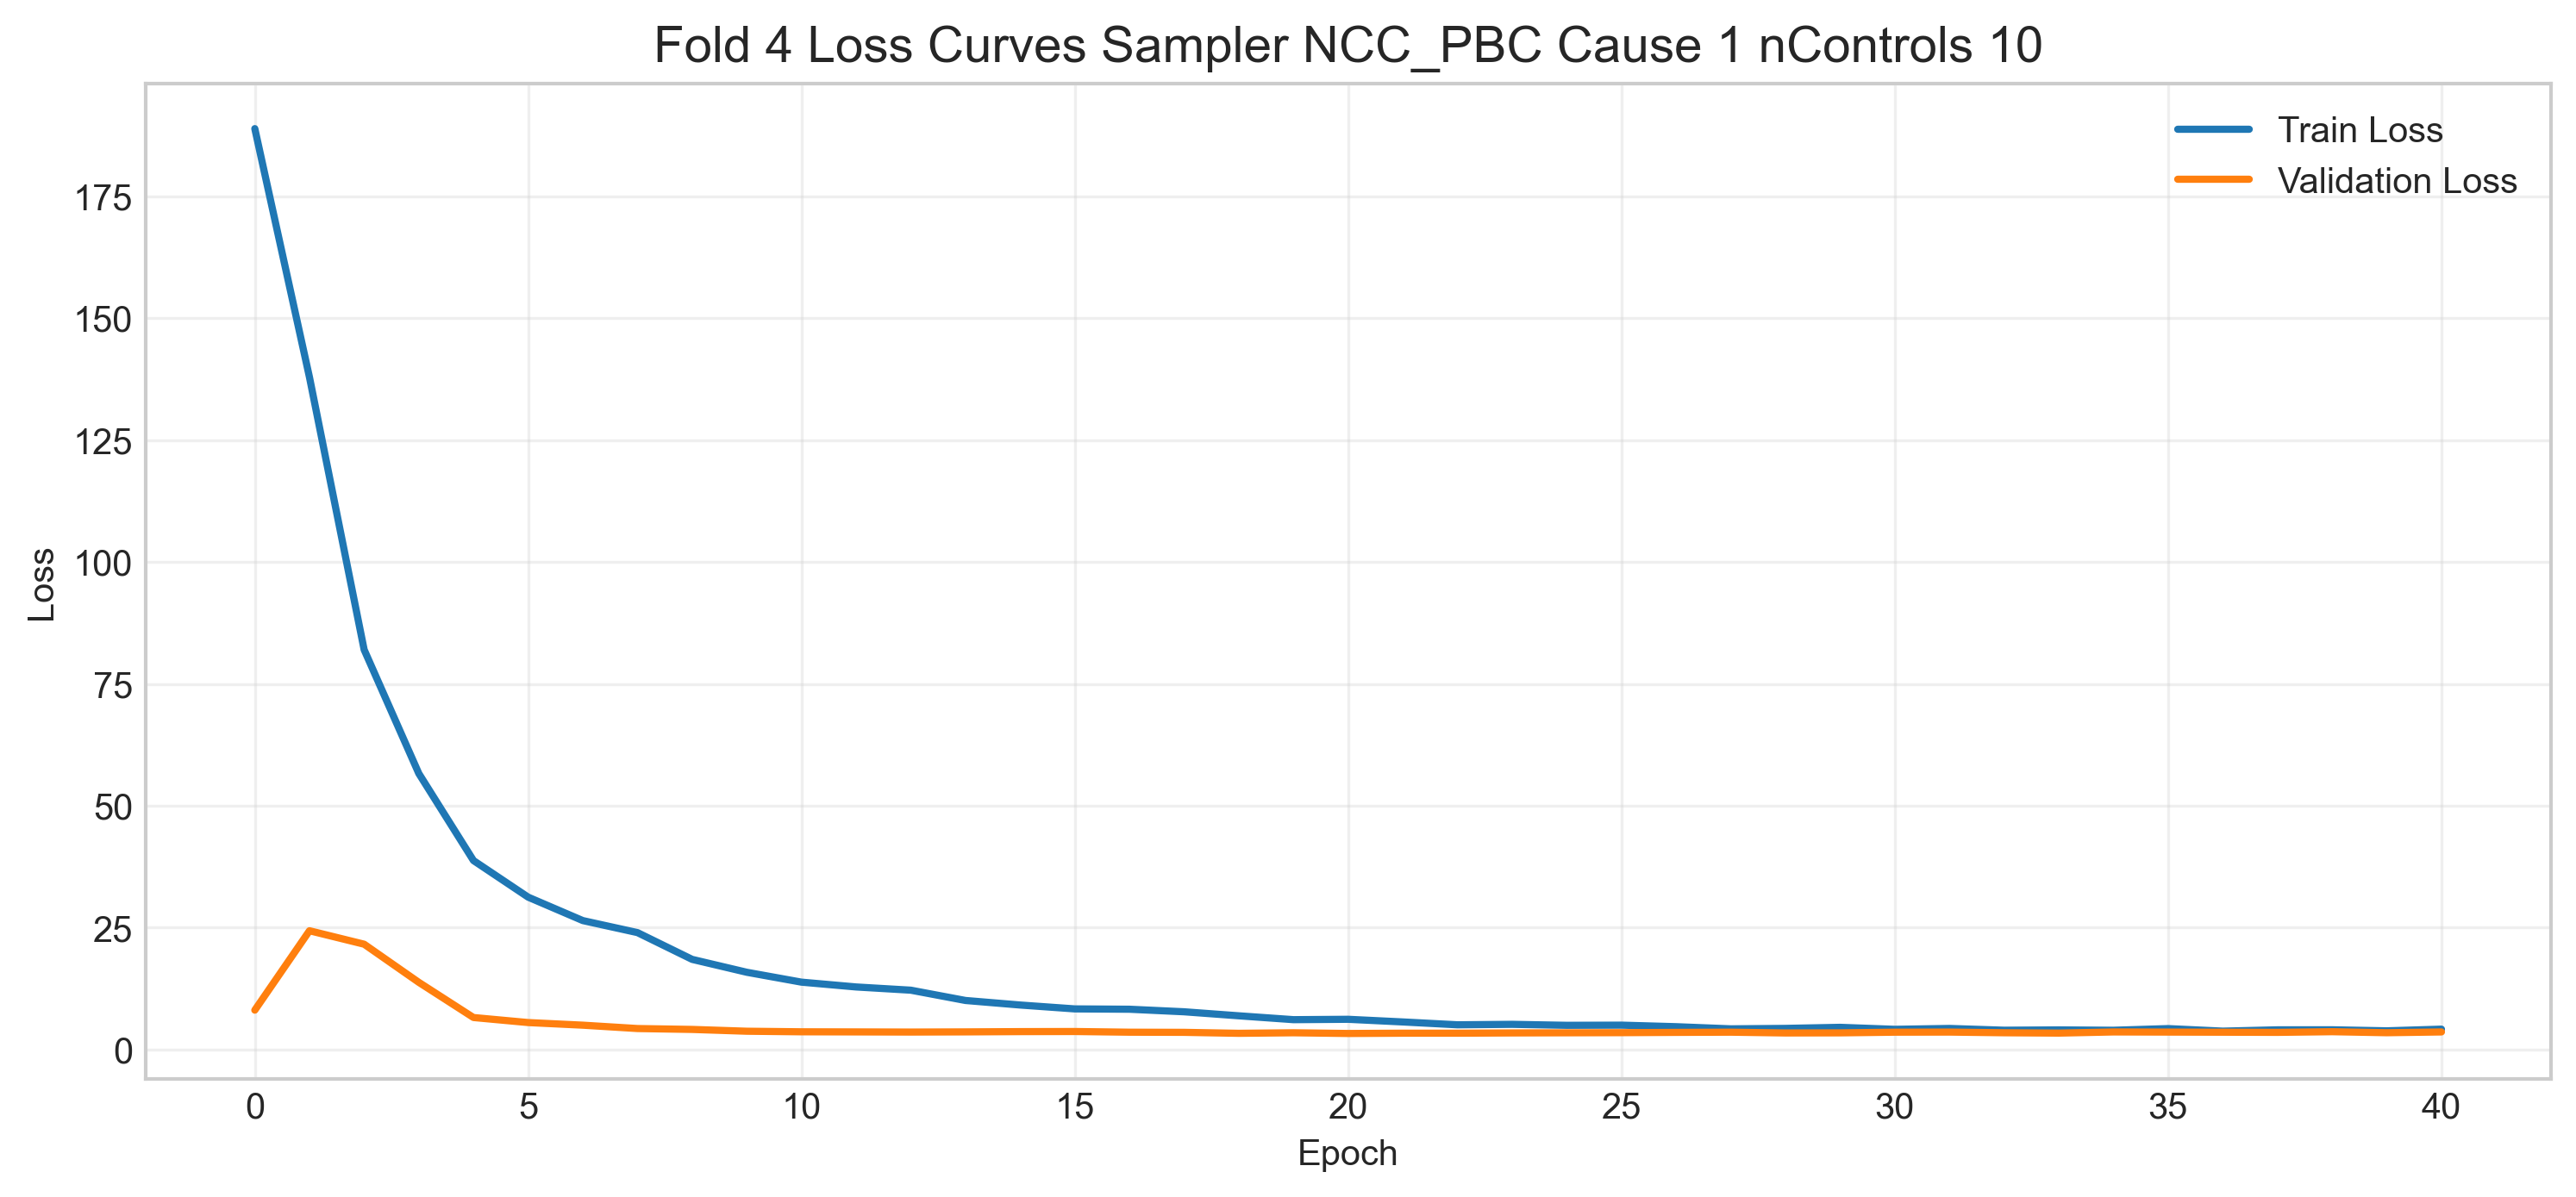 Fold 4 Loss Curves Sampler NCC_PBC Cause 1 nControls 10
Train Loss
Validation Loss
175
150
125
100
75
50
25
0
Loss
0 5 10 15 20 25 30 35 40
Epoch